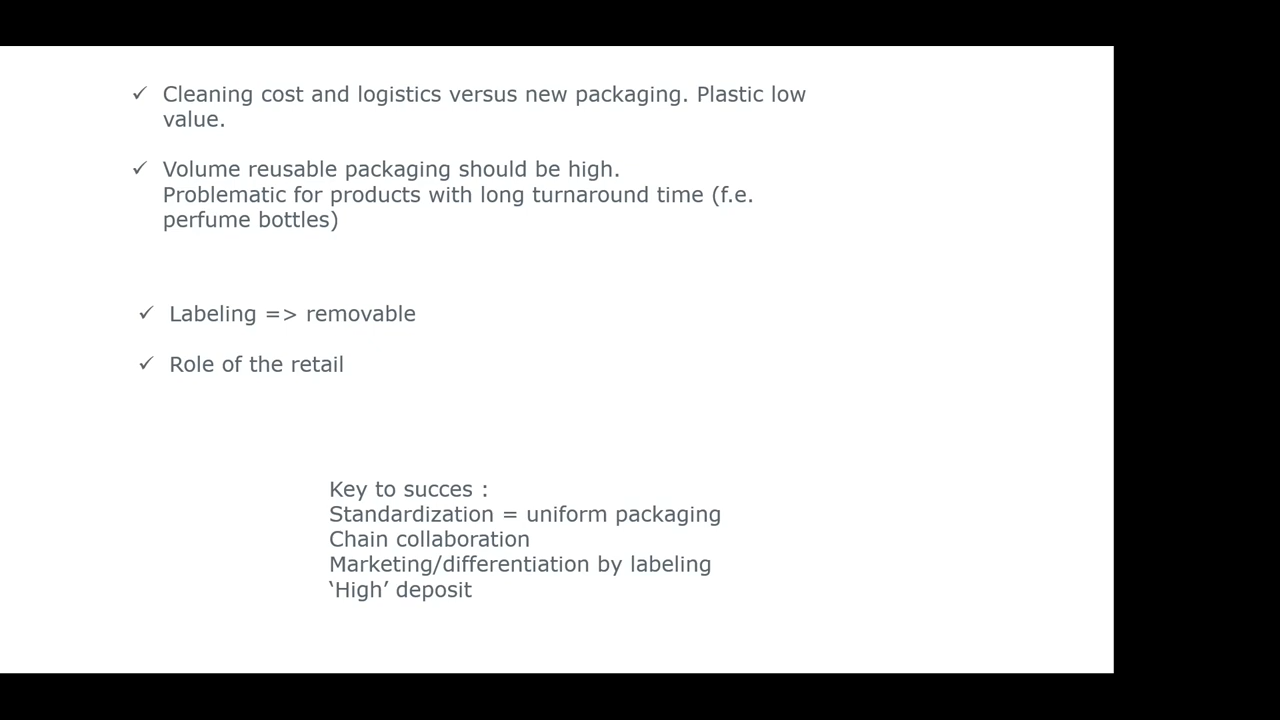 ✓ Cleaning cost and logistics versus new packaging. Plastic low
value.
✓ Volume reusable packaging should be high.
Problematic for products with long turnaround time (f.e.
perfume bottles)
✓ Labeling => removable
✓ Role of the retail
Key to succes :
Standardization = uniform packaging
Chain collaboration
Marketing/differentiation by labeling
‘High’ deposit